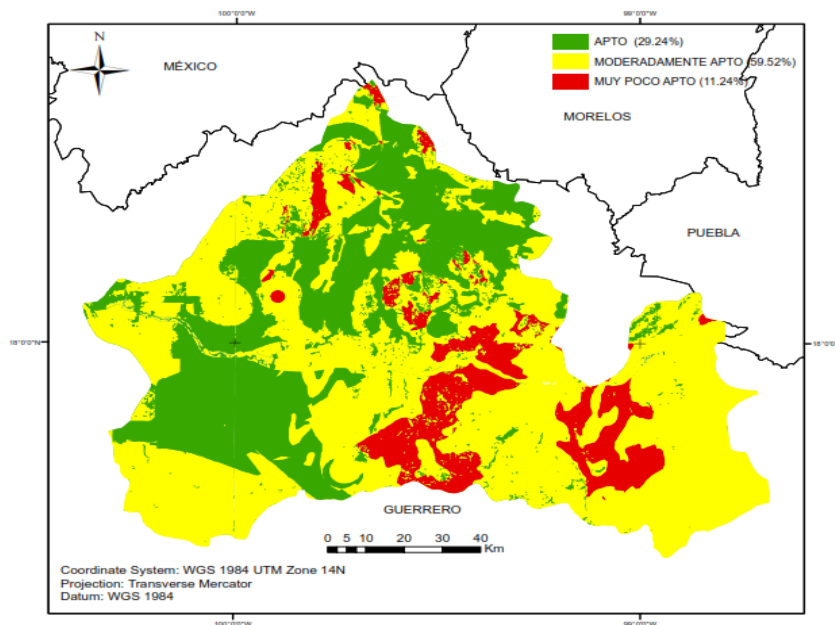 100°0'0"W 99°0'0"W
N
MÉXICO
APTO (29.24%)
MODERADAMENTE APTO (59.52%)
MUY POCO APTO (11.24%)
MORELOS
PUEBLA
18°0'0"N 18°0'0"
GUERRERO
0 5 10 20 30 40
Km
Coordinate System: WGS 1984 UTM Zone 14N
Projection: Transverse Mercator
Datum: WGS 1984
100°0'0"W 99°0'0"W